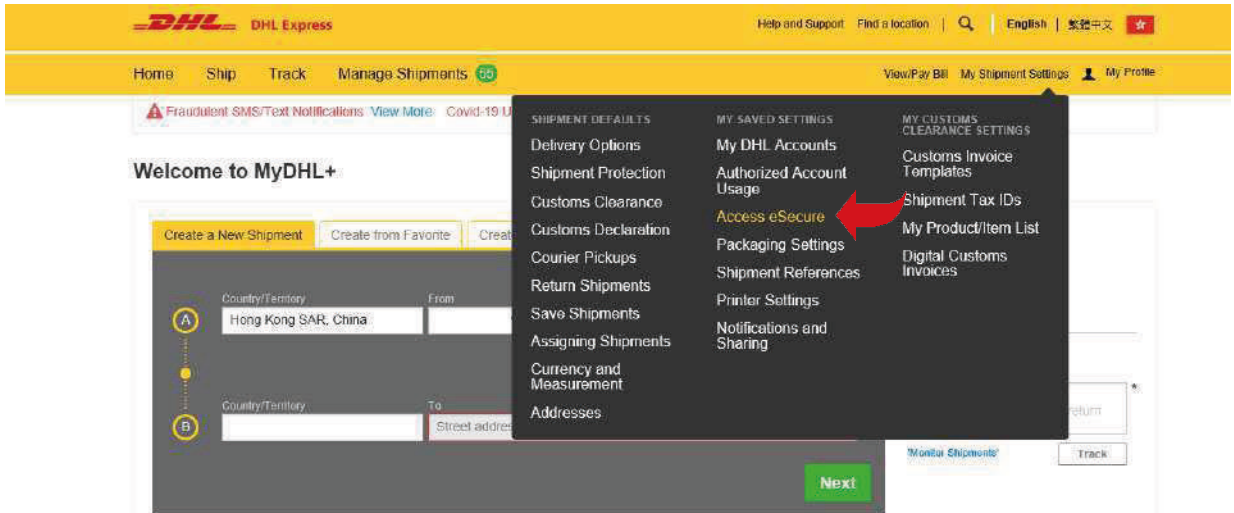 DHL DHL Express
Help and Support Find a location | English | 繁體中文
Home Ship Track Manage Shipments 55
View/Pay Bill My Shipment Settings My Profile
Fraudulent SMS/Text Notifications View More Covid-19 U
Welcome to MyDHL+
Create a New Shipment Create from Favorite Creat
Country/Territory From
A Hong Kong SAR, China
Country/Territory To
B Street addres
Next
SHIPMENT DEFAULTS
Delivery Options
Shipment Protection
Customs Clearance
Customs Declaration
Courier Pickups
Return Shipments
Save Shipments
Assigning Shipments
Currency and
Measurement
Addresses
MY SAVED SETTINGS
My DHL Accounts
Authorized Account
Usage
Access eSecure
Packaging Settings
Shipment References
Printer Settings
Notifications and
Sharing
MY CUSTOMS
CLEARANCE SETTINGS
Customs Invoice
Templates
Shipment Tax IDs
My Product/Item List
Digital Customs
Invoices
*
return
'Monitor Shipments' Track